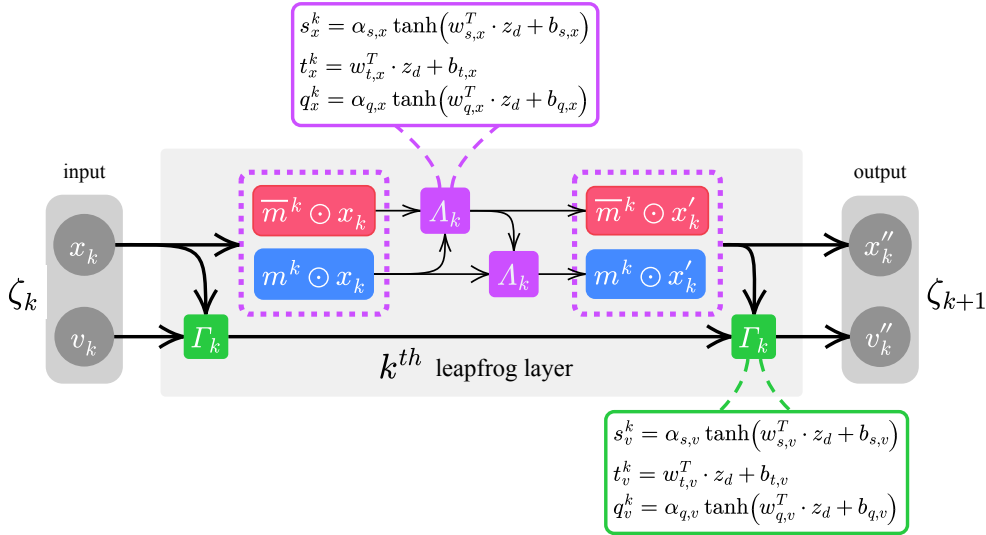 s_x^k = α_{s,x} tanh(w_{s,x}^T · z_d + b_{s,x})
t_x^k = w_{t,x}^T · z_d + b_{t,x}
q_x^k = α_{q,x} tanh(w_{q,x}^T · z_d + b_{q,x})
input
output
m̅^k ⊙ x_k
Λ_k
m̅^k ⊙ x'_k
x_k
x''_k
m^k ⊙ x_k
Λ_k
m^k ⊙ x'_k
ζ_k
ζ_{k+1}
v_k
Γ_k
Γ_k
v''_k
k^{th} leapfrog layer
s_v^k = α_{s,v} tanh(w_{s,v}^T · z_d + b_{s,v})
t_v^k = w_{t,v}^T · z_d + b_{t,v}
q_v^k = α_{q,v} tanh(w_{q,v}^T · z_d + b_{q,v})